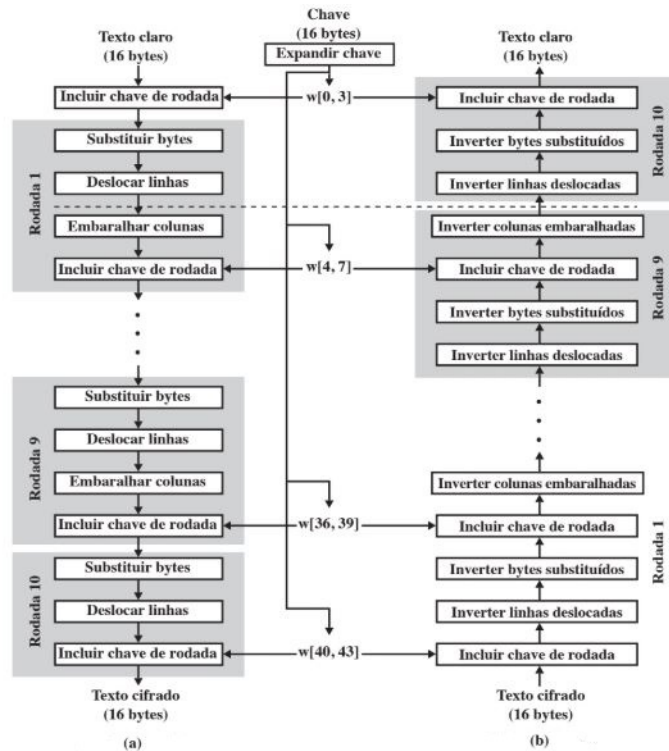 Texto claro
(16 bytes)
Incluir chave de rodada
Rodada 1
Substituir bytes
Deslocar linhas
Embaralhar colunas
Incluir chave de rodada
Rodada 9
Substituir bytes
Deslocar linhas
Embaralhar colunas
Incluir chave de rodada
Rodada 10
Substituir bytes
Deslocar linhas
Incluir chave de rodada
Texto cifrado
(16 bytes)
(a)
Chave
(16 bytes)
Expandir chave
w[0, 3]
w[4, 7]
w[36, 39]
w[40, 43]
Texto claro
(16 bytes)
Incluir chave de rodada
Inverter bytes substituídos
Inverter linhas deslocadas
Rodada 10
Inverter colunas embaralhadas
Incluir chave de rodada
Inverter bytes substituídos
Inverter linhas deslocadas
Rodada 9
Inverter colunas embaralhadas
Incluir chave de rodada
Inverter bytes substituídos
Inverter linhas deslocadas
Incluir chave de rodada
Rodada 1
Texto cifrado
(16 bytes)
(b)